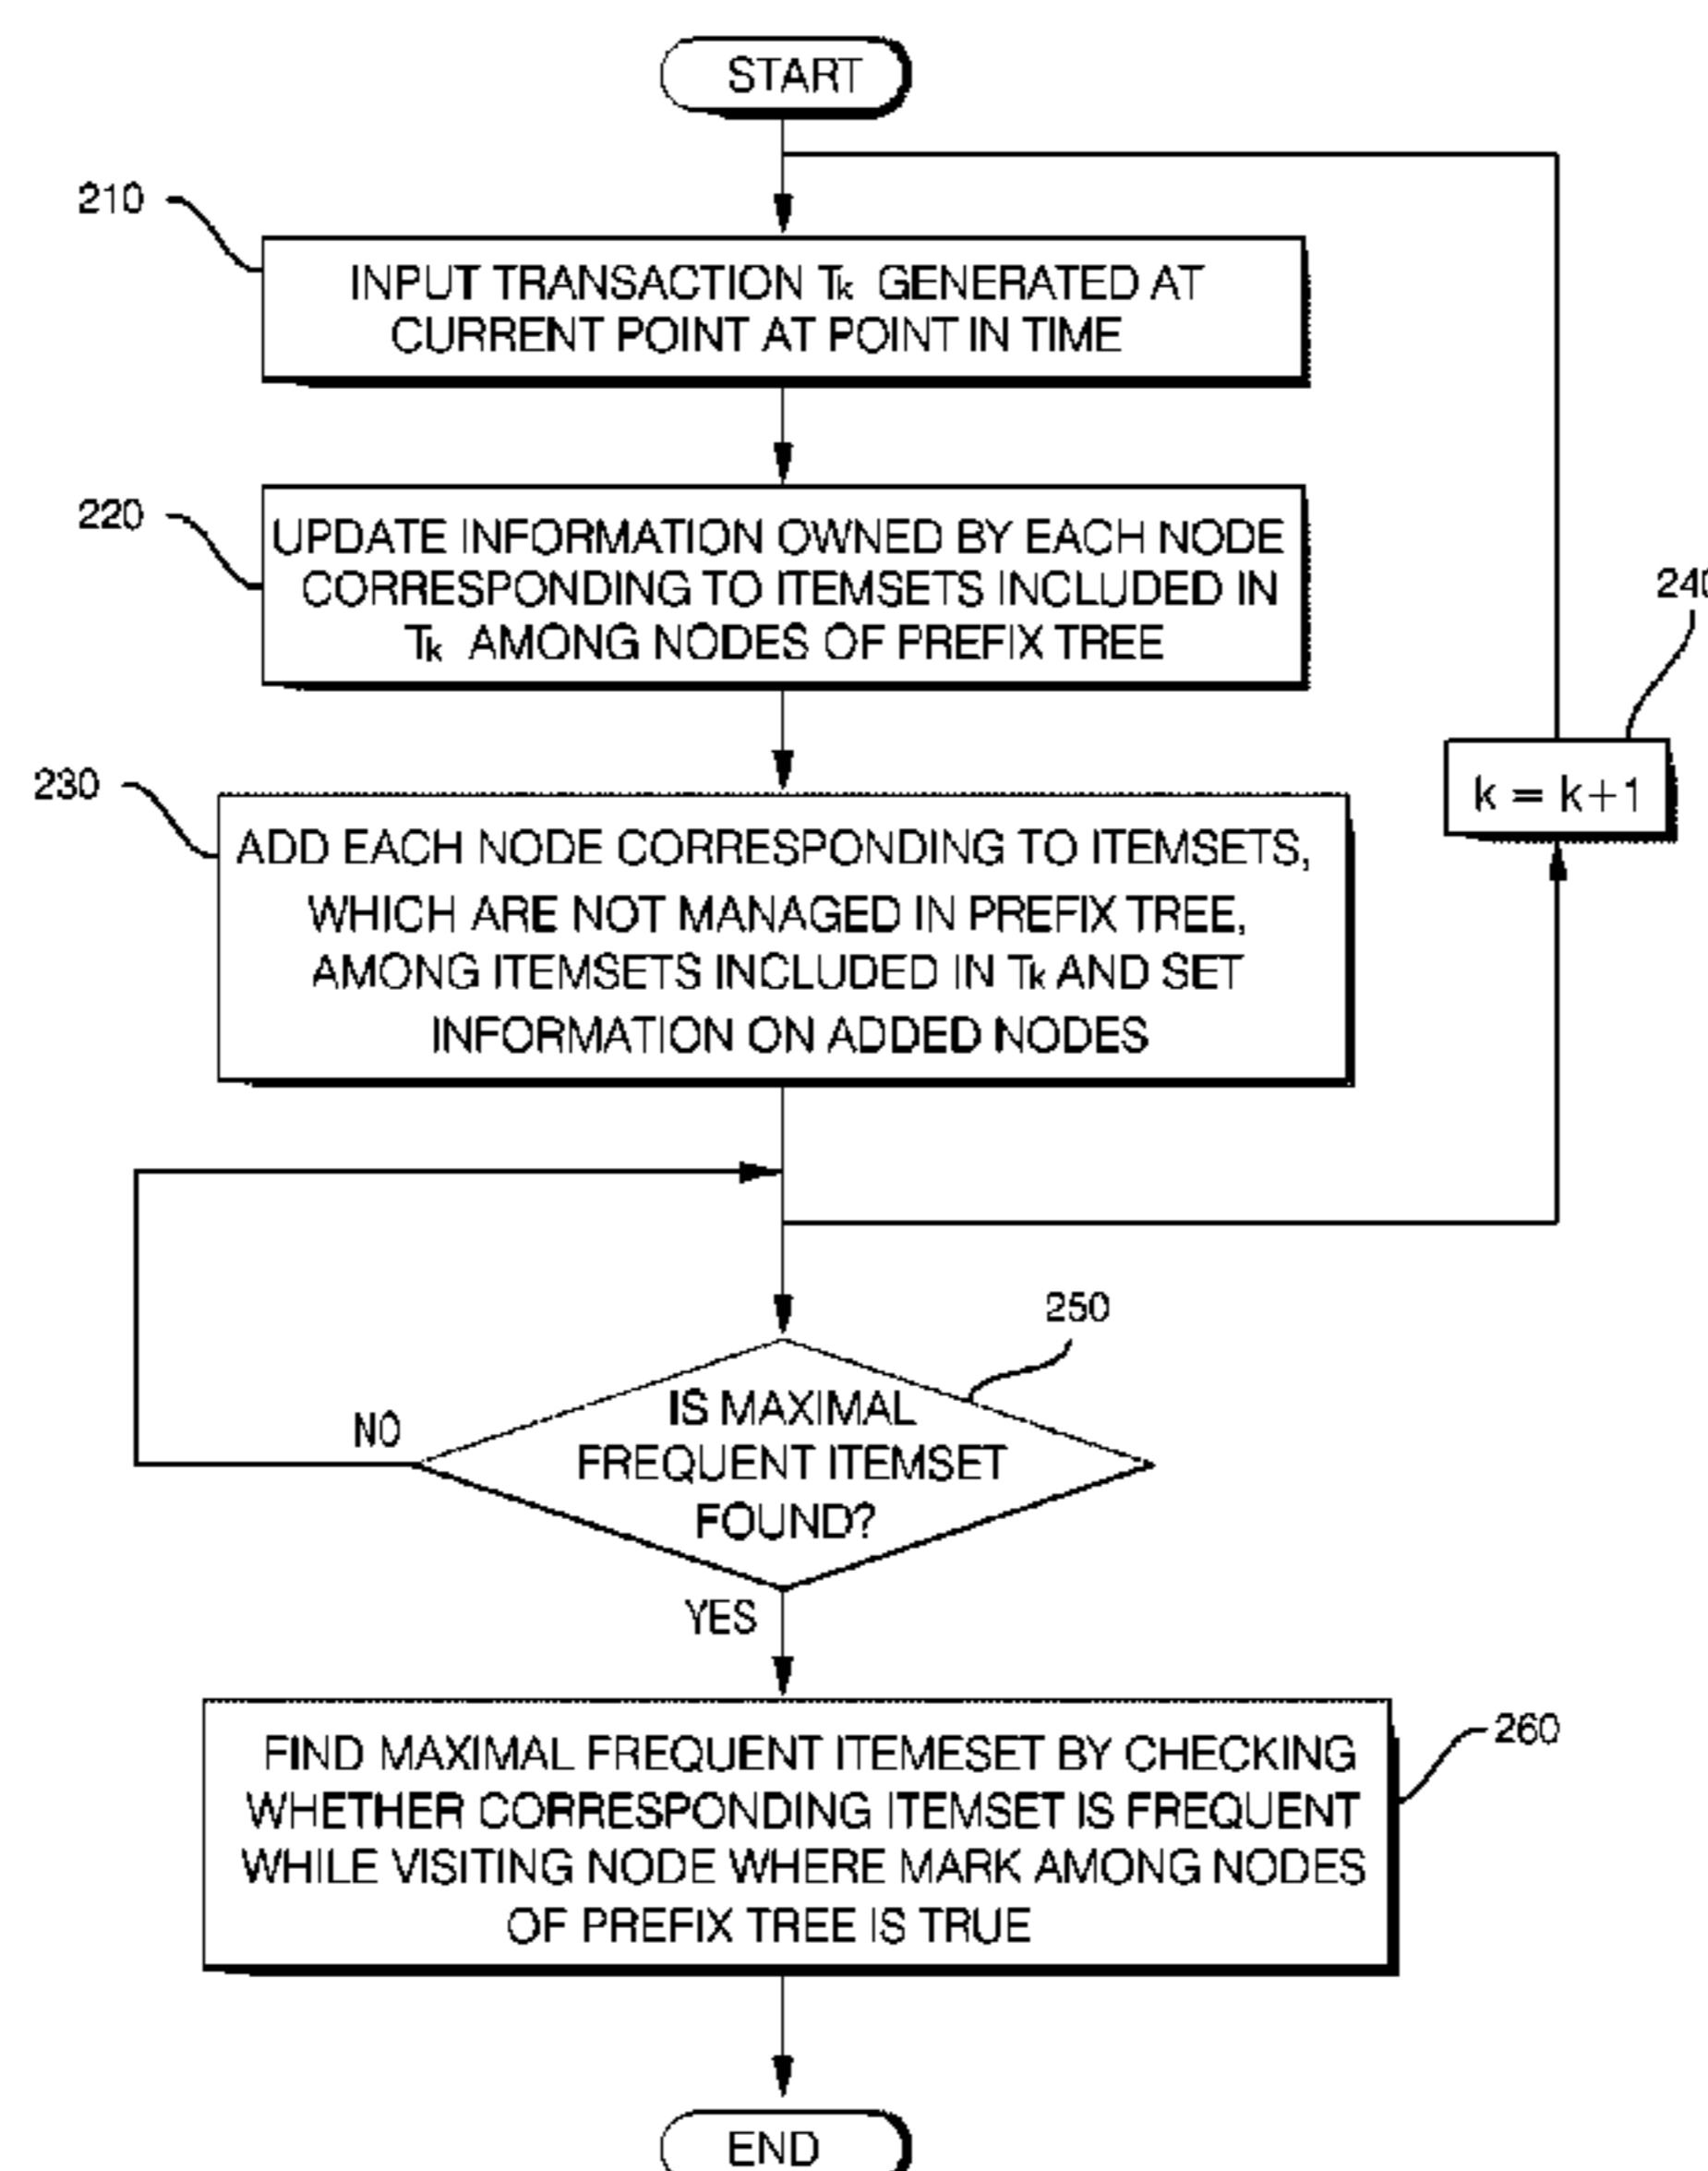 START
210
INPUT TRANSACTION Tk GENERATED AT
CURRENT POINT AT POINT IN TIME
220
UPDATE INFORMATION OWNED BY EACH NODE
CORRESPONDING TO ITEMSETS INCLUDED IN
Tk AMONG NODES OF PREFIX TREE
240
k = k+1
230
ADD EACH NODE CORRESPONDING TO ITEMSETS,
WHICH ARE NOT MANAGED IN PREFIX TREE,
AMONG ITEMSETS INCLUDED IN Tk AND SET
INFORMATION ON ADDED NODES
250
IS MAXIMAL
FREQUENT ITEMSET
FOUND?
NO
YES
260
FIND MAXIMAL FREQUENT ITEMESET BY CHECKING
WHETHER CORRESPONDING ITEMSET IS FREQUENT
WHILE VISITING NODE WHERE MARK AMONG NODES
OF PREFIX TREE IS TRUE
END